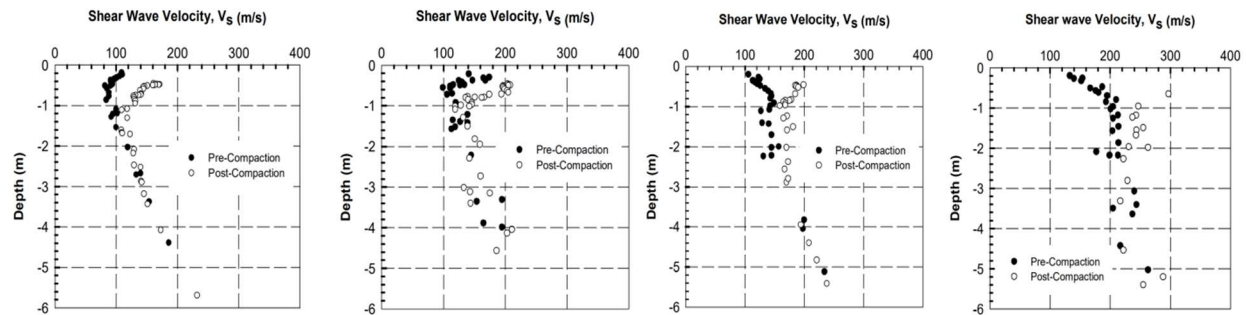 Shear Wave Velocity, VS (m/s)
0 100 200 300 400
0
-1
-2
-3
-4
-5
-6
Depth (m)
Pre-Compaction
Post-Compaction
Shear Wave Velocity, VS (m/s)
0 100 200 300 400
0
-1
-2
-3
-4
-5
-6
Depth (m)
Pre-Compaction
Post-Compaction
Shear Wave Velocity, VS (m/s)
0 100 200 300 400
0
-1
-2
-3
-4
-5
-6
Depth (m)
Pre-Compaction
Post-Compaction
Shear wave Velocity, VS (m/s)
0 100 200 300 400
0
-1
-2
-3
-4
-5
-6
Depth (m)
Pre-Compaction
Post-Compaction